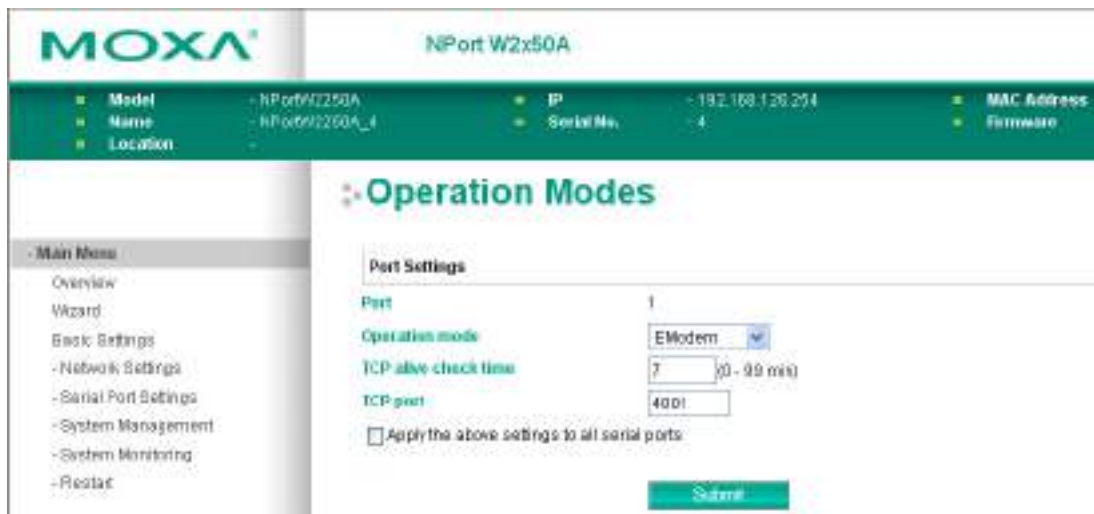 MOXA
NPort W2x50A
Model - NPortW2250A IP - 192.168.126.254 MAC Address
Name - NPortW2250A_4 Serial No. - 4 Firmware
Location -
Operation Modes
- Main Menu
Overview
Wizard
Basic Settings
- Network Settings
- Serial Port Settings
- System Management
- System Monitoring
- Restart
Port Settings
Port 1
Operation mode EModem
TCP alive check time 7 (0 - 99 min)
TCP port 4001
Apply the above settings to all serial ports
Submit